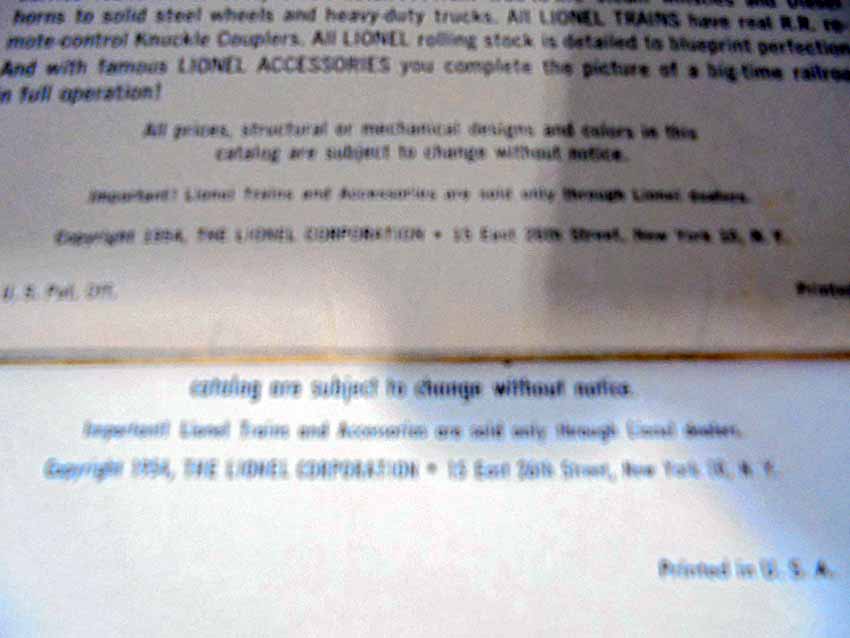 horns to solid steel wheels and heavy-duty trucks. All LIONEL TRAINS have real R.R. re-
mote-control Knuckle Couplers. All LIONEL rolling stock is detailed to blueprint perfection
And with famous LIONEL ACCESSORIES you complete the picture of a big-time railroa
n full operation!
All prices, structural or mechanical designs and colors in this
catalog are subject to change without notice.
Important! Lionel Trains and Accessories are sold only through Lionel dealers.
Copyright 1954, THE LIONEL CORPORATION • 15 East 26th Street, New York 10, N. Y.
U. S. Pat. Off.
Printed
catalog are subject to change without notice.
Important! Lionel Trains and Accessories are sold only through Lionel dealers.
Copyright 1954, THE LIONEL CORPORATION • 15 East 26th Street, New York 10, N. Y.
Printed in U. S. A.